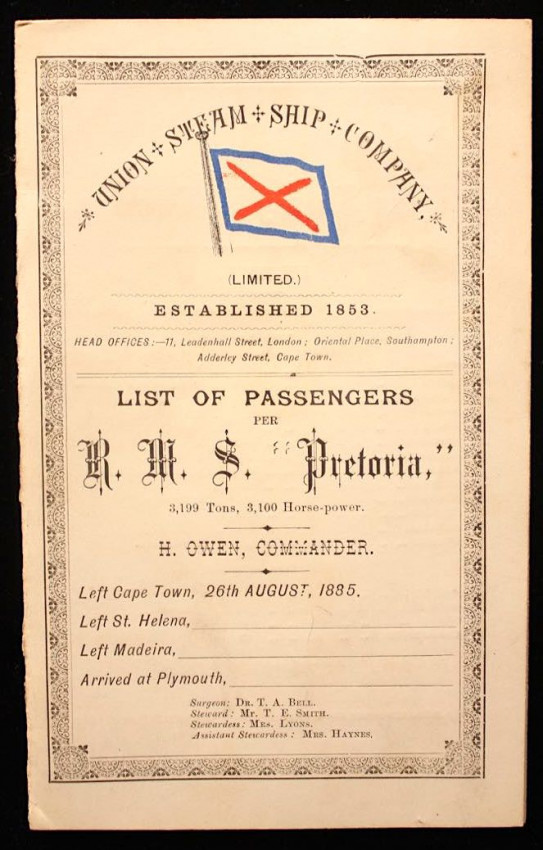 UNION ✣ STEAM ✣ SHIP ✣ COMPANY,
(LIMITED.)
ESTABLISHED 1853.
HEAD OFFICES:—11, Leadenhall Street, London; Oriental Place, Southampton;
Adderley Street, Cape Town.
LIST OF PASSENGERS
PER
R. M. S. "Pretoria,"
3,199 Tons, 3,100 Horse-power.
H. OWEN, COMMANDER.
Left Cape Town, 26th AUGUST, 1885.
Left St. Helena,
Left Madeira,
Arrived at Plymouth,
Surgeon: DR. T. A. BELL.
Steward: MR. T. E. SMITH.
Stewardess: MRS. LYONS.
Assistant Stewardess: MRS. HAYNES.